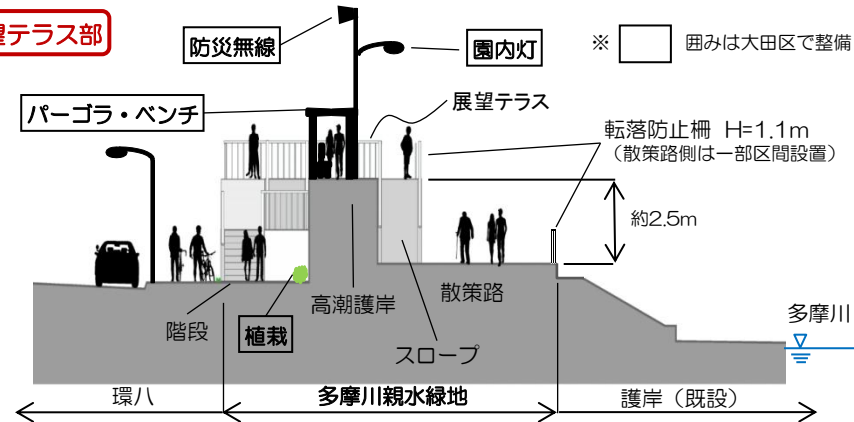 望テラス部
防災無線
園内灯
※
囲みは大田区で整備
パーゴラ・ベンチ
展望テラス
転落防止柵 H=1.1m
（散策路側は一部区間設置）
約2.5m
階段
植栽
高潮護岸
散策路
スロープ
多摩川
環八
多摩川親水緑地
護岸（既設）